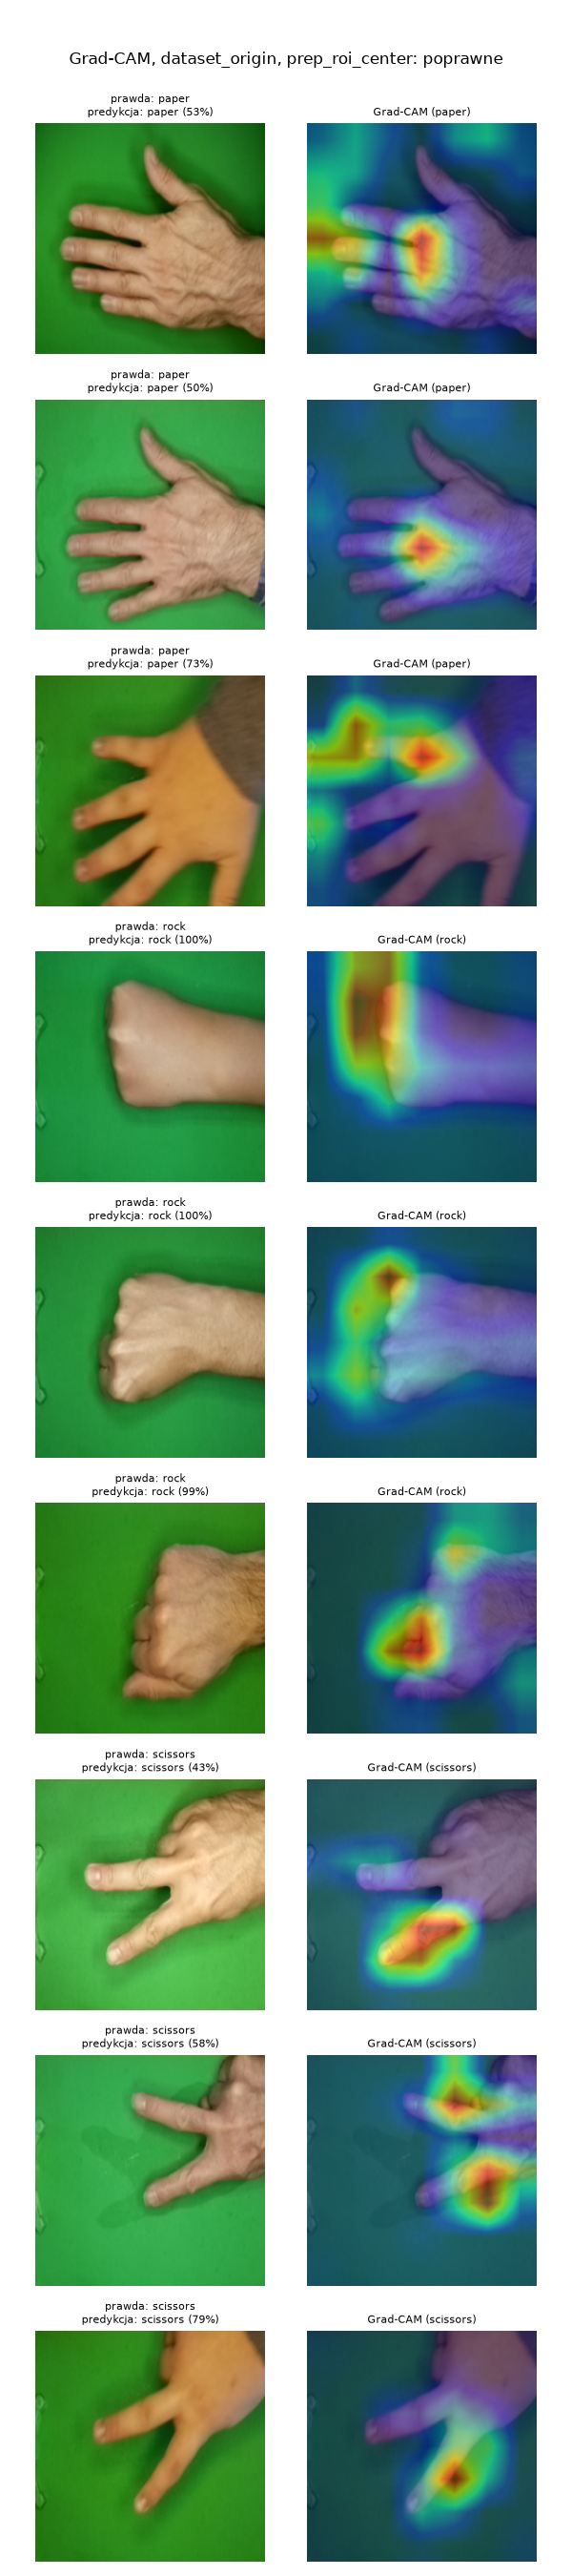 Grad-CAM, dataset_origin, prep_roi_center: poprawne
prawda: paper
predykcja: paper (53%)
Grad-CAM (paper)
prawda: paper
predykcja: paper (50%)
Grad-CAM (paper)
prawda: paper
predykcja: paper (73%)
Grad-CAM (paper)
prawda: rock
predykcja: rock (100%)
Grad-CAM (rock)
prawda: rock
predykcja: rock (100%)
Grad-CAM (rock)
prawda: rock
predykcja: rock (99%)
Grad-CAM (rock)
prawda: scissors
predykcja: scissors (43%)
Grad-CAM (scissors)
prawda: scissors
predykcja: scissors (58%)
Grad-CAM (scissors)
prawda: scissors
predykcja: scissors (79%)
Grad-CAM (scissors)